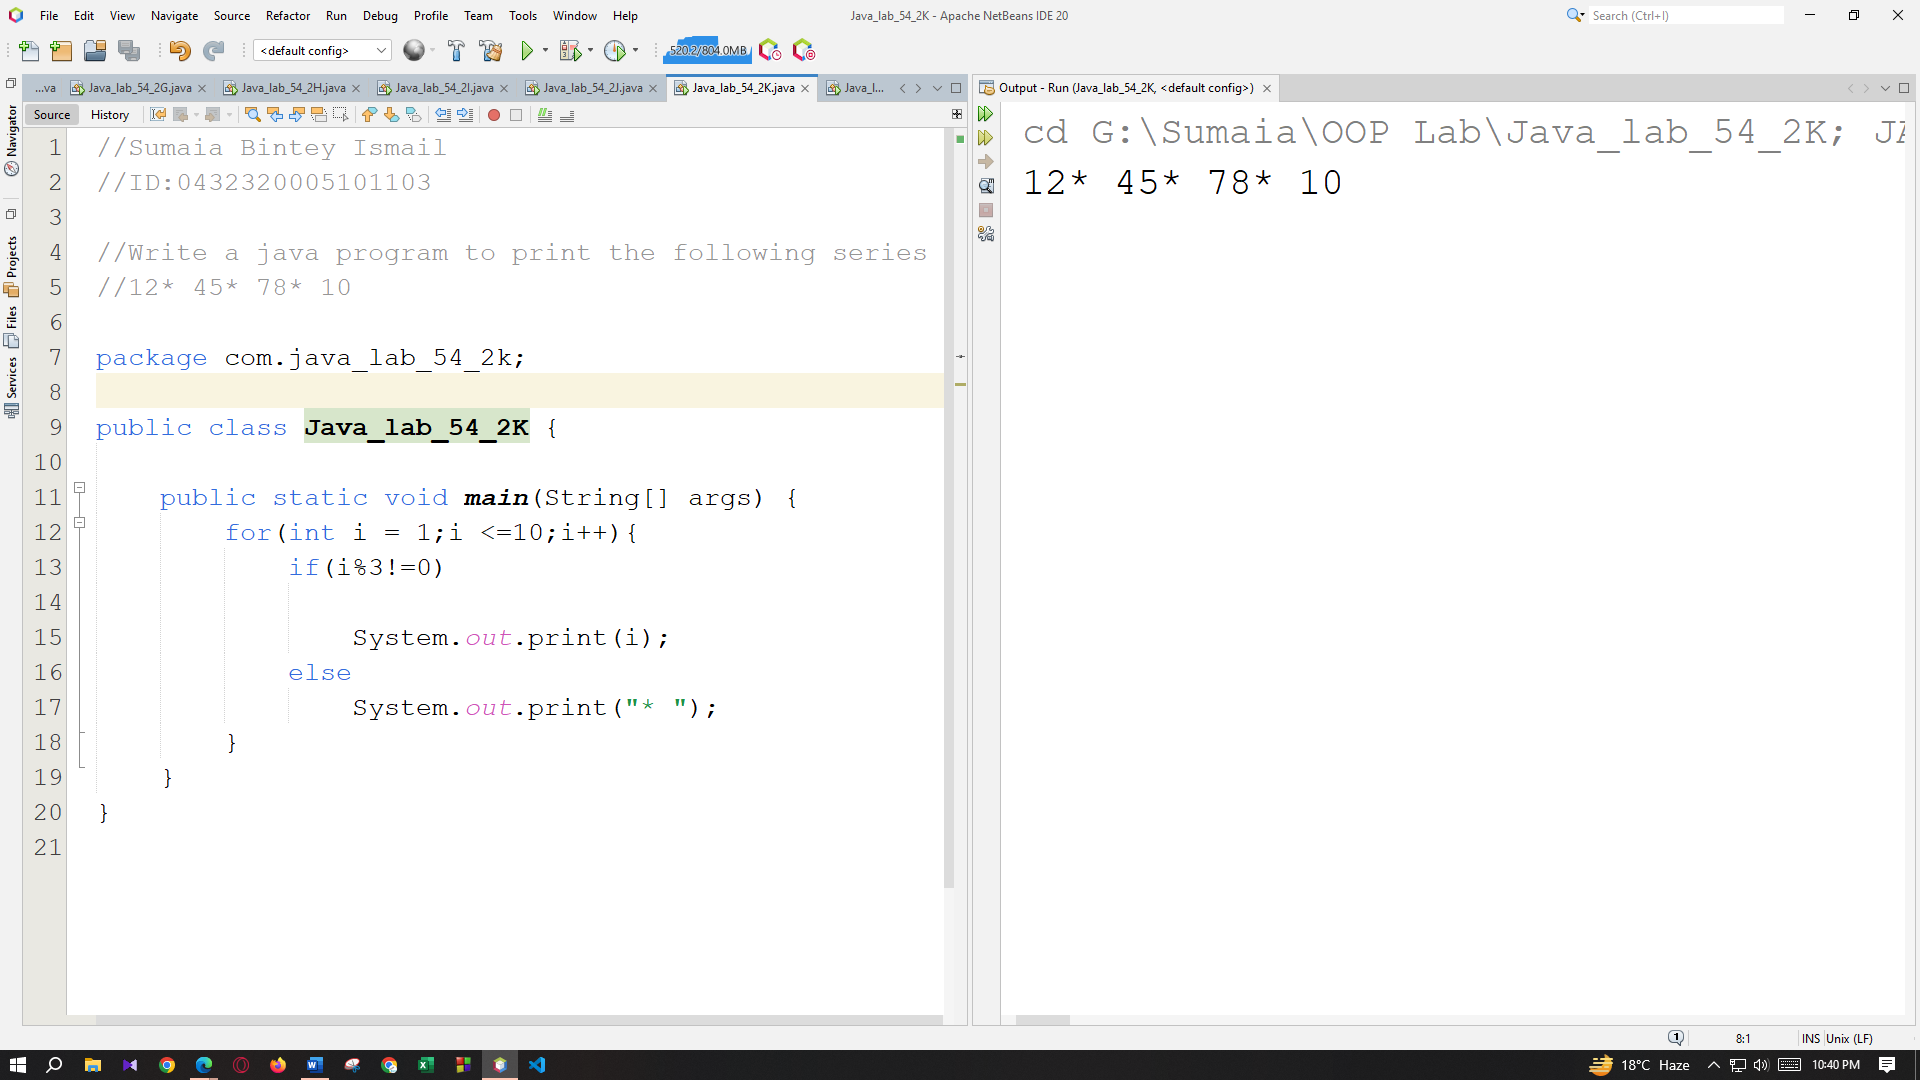 File Edit View Navigate Source Refactor Run Debug Profile Team Tools Window Help
Java_lab_54_2K - Apache NetBeans IDE 20
Search (Ctrl+I)
<default config>
520.2/804.0MB
...va Java_lab_54_2G.java Java_lab_54_2H.java Java_lab_54_2I.java Java_lab_54_2J.java Java_lab_54_2K.java Java_l...
Output - Run (Java_lab_54_2K, <default config>)
Source History
Navigator
Projects
Files
Services
1 //Sumaia Bintey Ismail
2 //ID:0432320005101103
3
4 //Write a java program to print the following series
5 //12* 45* 78* 10
6
7 package com.java_lab_54_2k;
8
9 public class Java_lab_54_2K {
10
11 public static void main(String[] args) {
12 for(int i = 1;i <=10;i++){
13 if(i%3!=0)
14
15 System.out.print(i);
16 else
17 System.out.print("* ");
18 }
19 }
20 }
21
cd G:\Sumaia\OOP Lab\Java_lab_54_2K; JA
12* 45* 78* 10
1
8:1
INS Unix (LF)
18°C Haze
10:40 PM